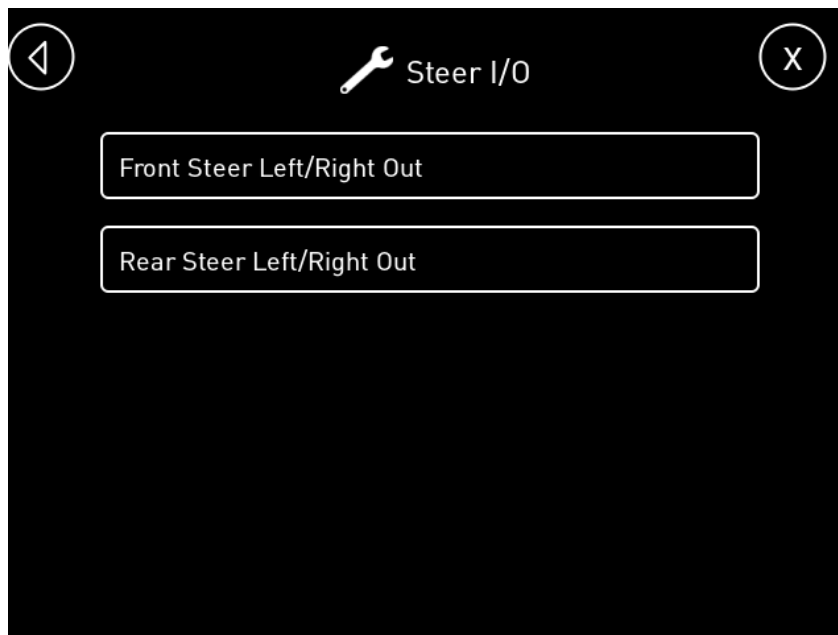 Steer I/O
X
Front Steer Left/Right Out
Rear Steer Left/Right Out